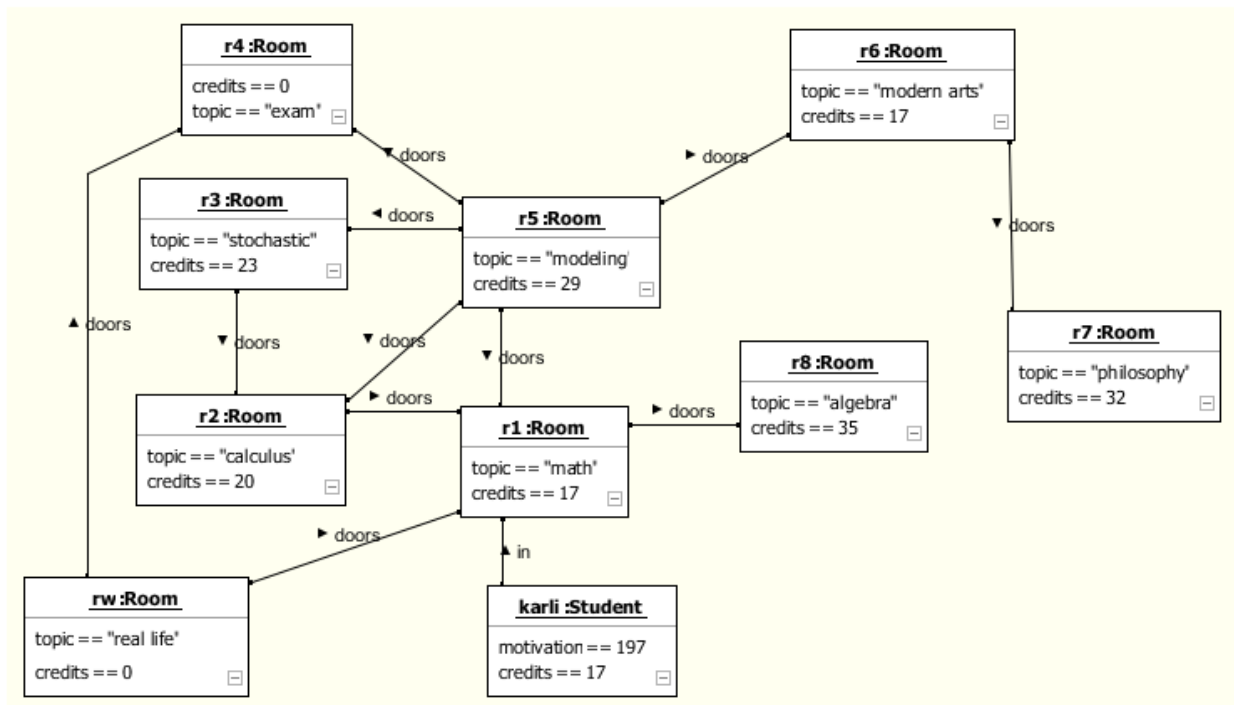 r4 :Room
credits == 0
topic == "exam"
r6 :Room
topic == "modern arts"
credits == 17
doors
doors
r3 :Room
topic == "stochastic"
credits == 23
doors
r5 :Room
topic == "modeling'
credits == 29
doors
doors
doors
doors
doors
r7 :Room
topic == "philosophy"
credits == 32
r8 :Room
topic == "algebra"
credits == 35
r2 :Room
topic == "calculus"
credits == 20
doors
r1 :Room
topic == "math"
credits == 17
doors
doors
in
rw :Room
topic == "real life"
credits == 0
karli :Student
motivation == 197
credits == 17